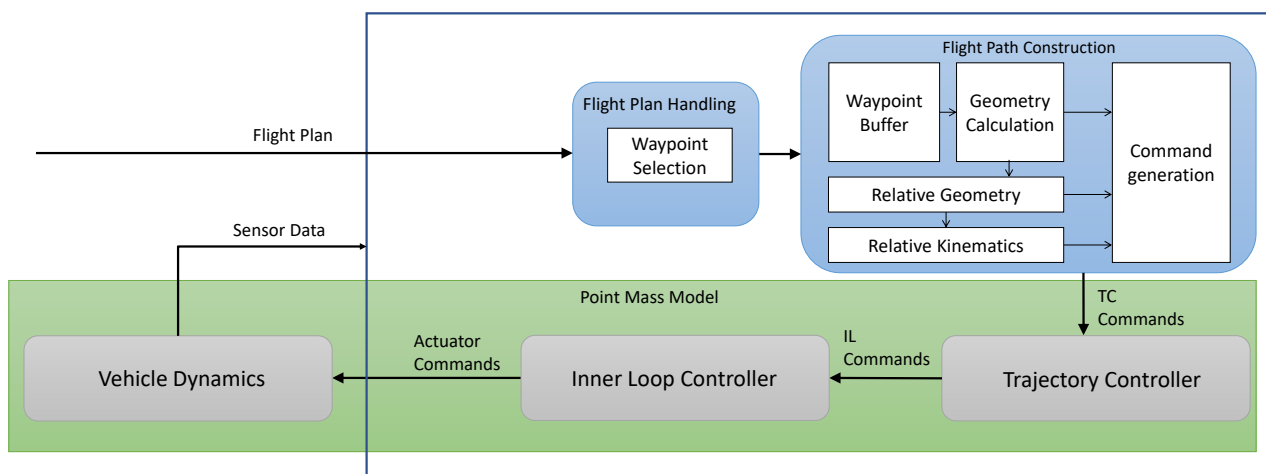 Flight Path Construction
Flight Plan Handling
Waypoint
Selection
Waypoint
Buffer
Geometry
Calculation
Command
generation
Relative Geometry
Relative Kinematics
Flight Plan
Sensor Data
Point Mass Model
TC
Commands
IL
Commands
Actuator
Commands
Vehicle Dynamics
Inner Loop Controller
Trajectory Controller